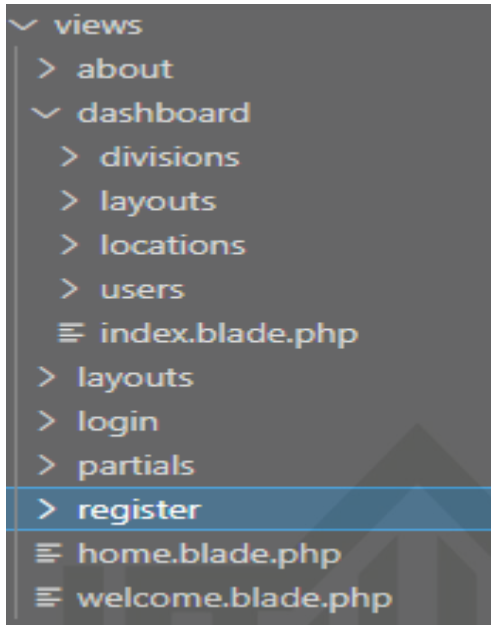 views
about
dashboard
divisions
layouts
locations
users
index.blade.php
layouts
login
partials
register
home.blade.php
welcome.blade.php